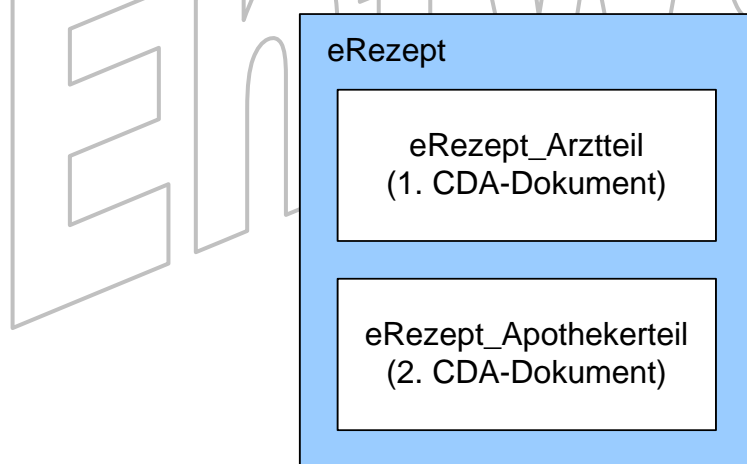 eRezept
eRezept_Arztteil
(1. CDA-Dokument)
eRezept_Apothekerteil
(2. CDA-Dokument)